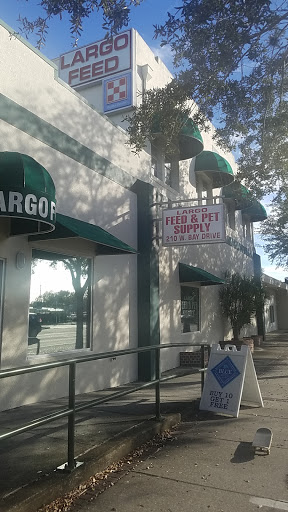 LARGO
FEED
LARGO F
LARGO
FEED & PET
SUPPLY
210 W. BAY DRIVE
BUY 10
GET 1
FREE